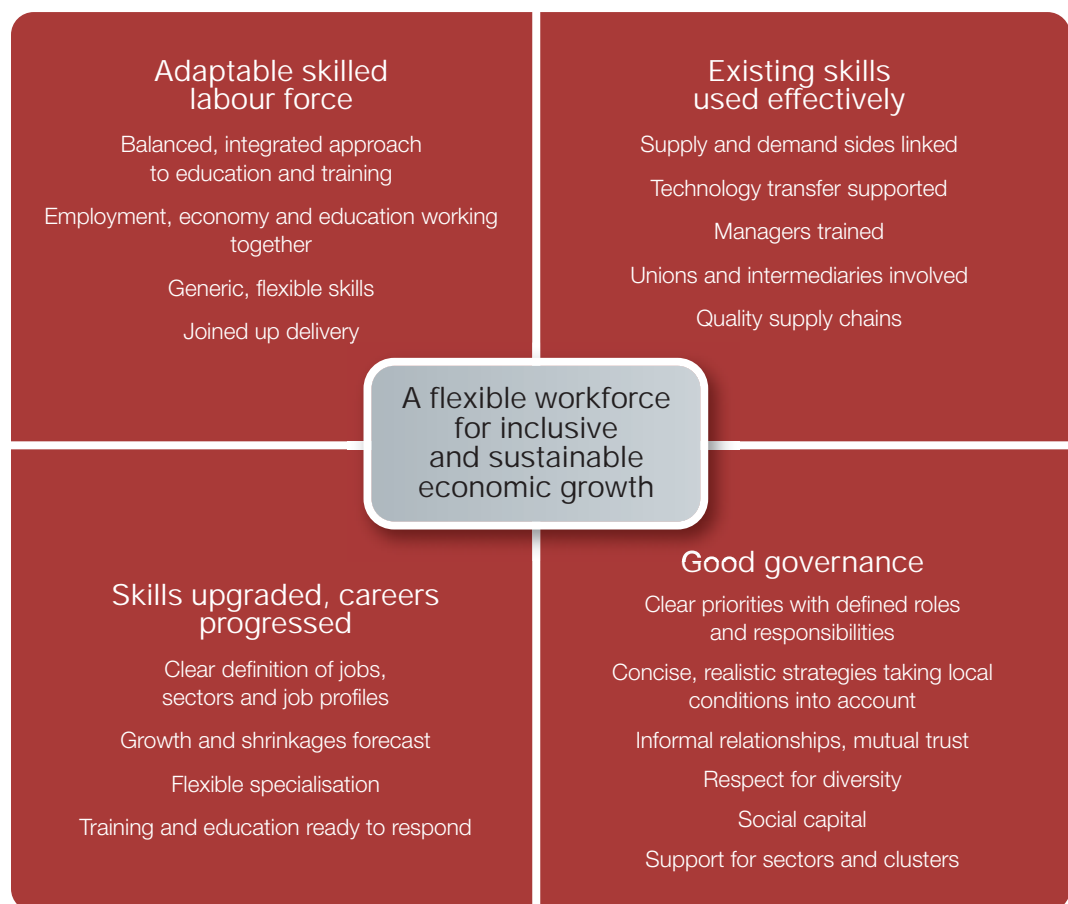 Adaptable skilled
labour force
Balanced, integrated approach
to education and training
Employment, economy and education working
together
Generic, flexible skills
Joined up delivery
Existing skills
used effectively
Supply and demand sides linked
Technology transfer supported
Managers trained
Unions and intermediaries involved
Quality supply chains
A flexible workforce
for inclusive
and sustainable
economic growth
Skills upgraded, careers
progressed
Clear definition of jobs,
sectors and job profiles
Growth and shrinkages forecast
Flexible specialisation
Training and education ready to respond
Good governance
Clear priorities with defined roles
and responsibilities
Concise, realistic strategies taking local
conditions into account
Informal relationships, mutual trust
Respect for diversity
Social capital
Support for sectors and clusters